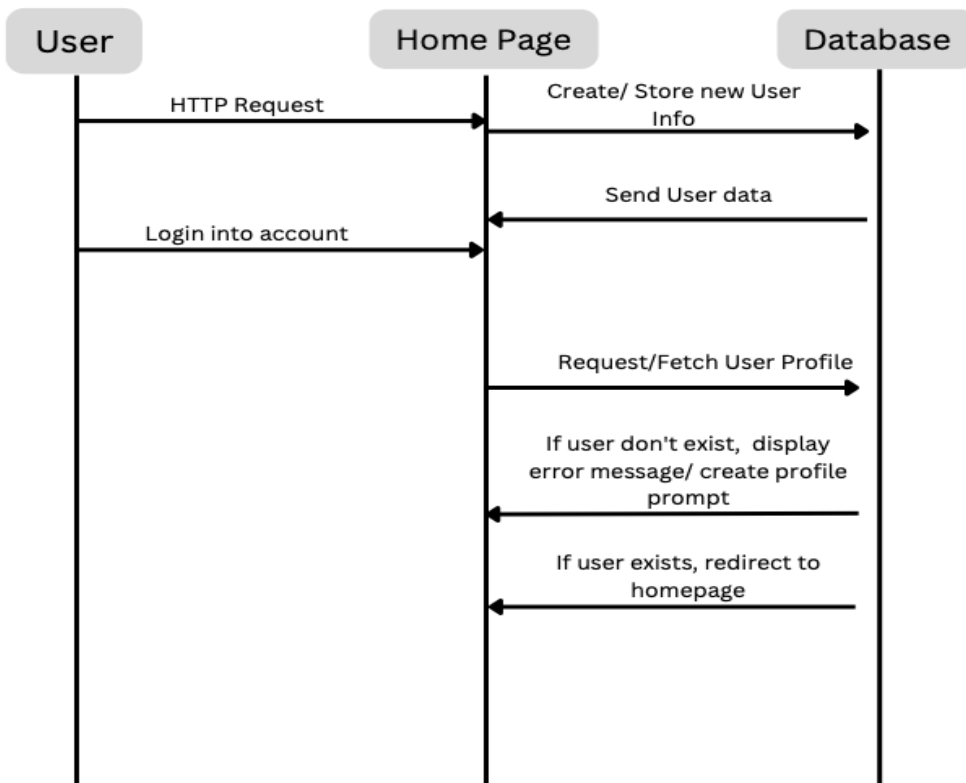 User
Home Page
Database
HTTP Request
Create/ Store new User
Info
Send User data
Login into account
Request/Fetch User Profile
If user don't exist, display
error message/ create profile
prompt
If user exists, redirect to
homepage